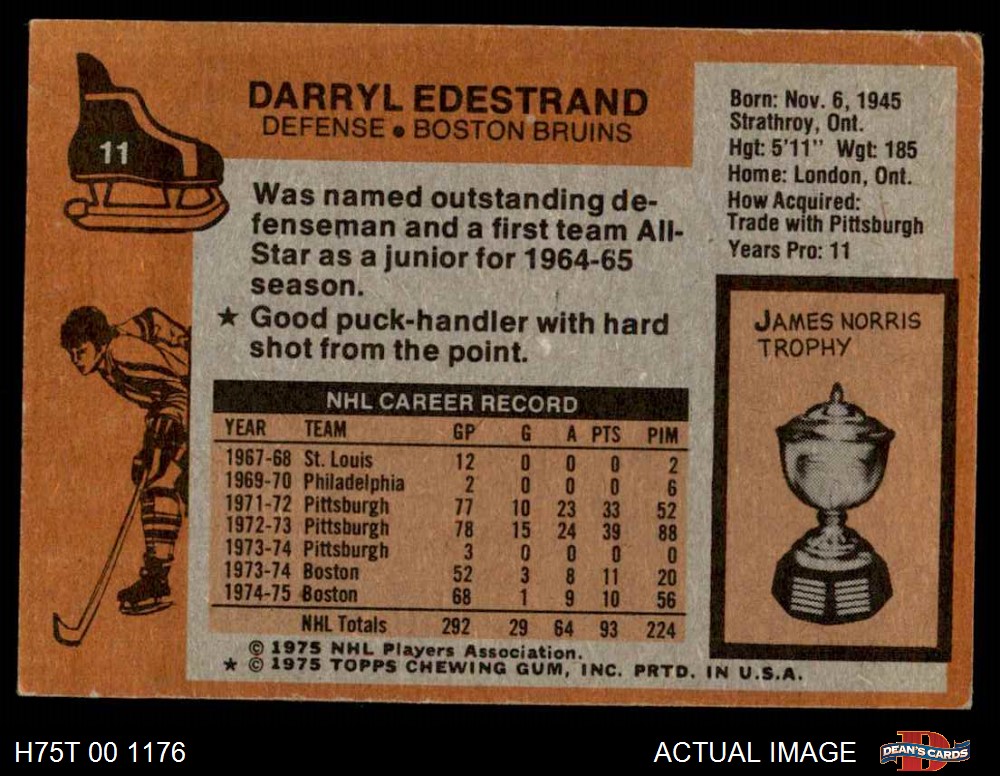 11
DARRYL EDESTRAND
DEFENSE • BOSTON BRUINS
Was named outstanding de-
fenseman and a first team All-
Star as a junior for 1964-65
season.
★ Good puck-handler with hard
shot from the point.
NHL CAREER RECORD
YEAR TEAM GP G A PTS PIM
1967-68 St. Louis 12 0 0 0 2
1969-70 Philadelphia 2 0 0 0 6
1971-72 Pittsburgh 77 10 23 33 52
1972-73 Pittsburgh 78 15 24 39 88
1973-74 Pittsburgh 3 0 0 0 0
1973-74 Boston 52 3 8 11 20
1974-75 Boston 68 1 9 10 56
NHL Totals 292 29 64 93 224
© 1975 NHL Players Association.
★ © 1975 TOPPS CHEWING GUM, INC. PRTD. IN U.S.A.
Born: Nov. 6, 1945
Strathroy, Ont.
Hgt: 5'11" Wgt: 185
Home: London, Ont.
How Acquired:
Trade with Pittsburgh
Years Pro: 11
JAMES NORRIS
TROPHY
H75T 00 1176
ACTUAL IMAGE
DEAN'S CARDS